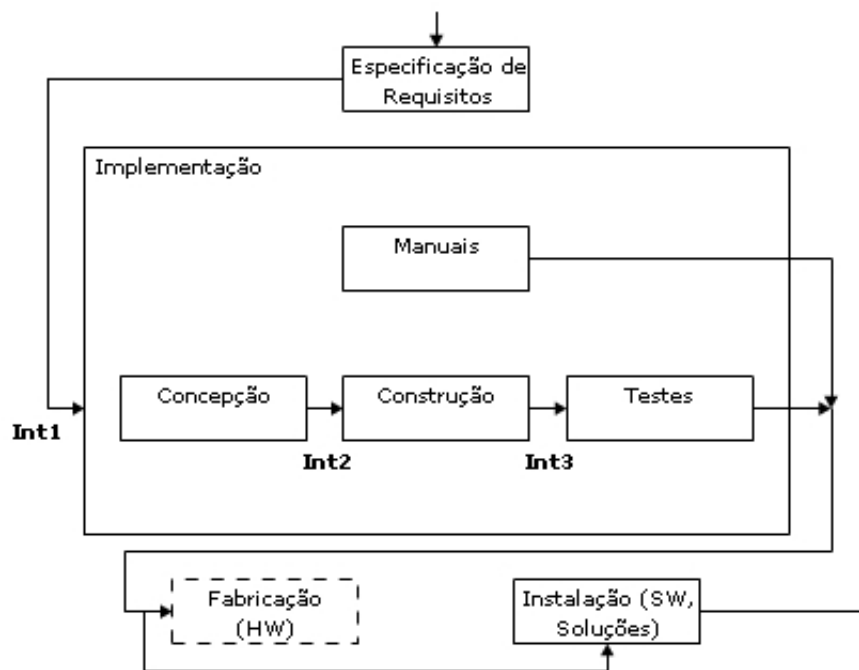 Especificação de
Requisitos
Implementação
Manuais
Concepção
Construção
Testes
Int1
Int2
Int3
Fabricação
(HW)
Instalação (SW,
Soluções)